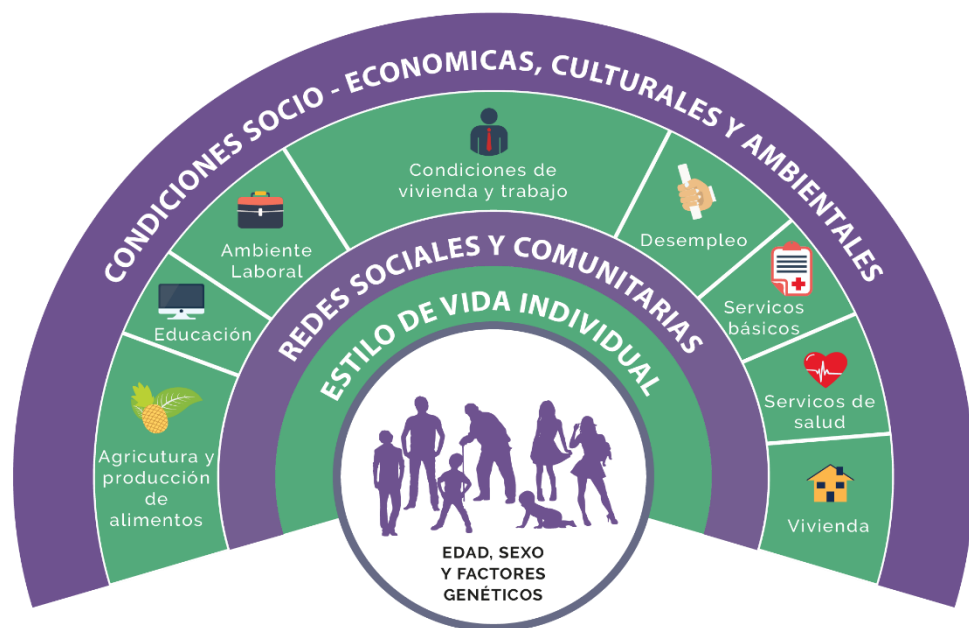 CONDICIONES SOCIO - ECONOMICAS, CULTURALES Y AMBIENTALES
Condiciones de
vivienda y trabajo
Ambiente
Laboral
Desempleo
Educación
Servicos
básicos
Agricutura y
producción
de
alimentos
Servicos de
salud
Vivienda
REDES SOCIALES Y COMUNITARIAS
ESTILO DE VIDA INDIVIDUAL
EDAD, SEXO
Y FACTORES
GENÉTICOS